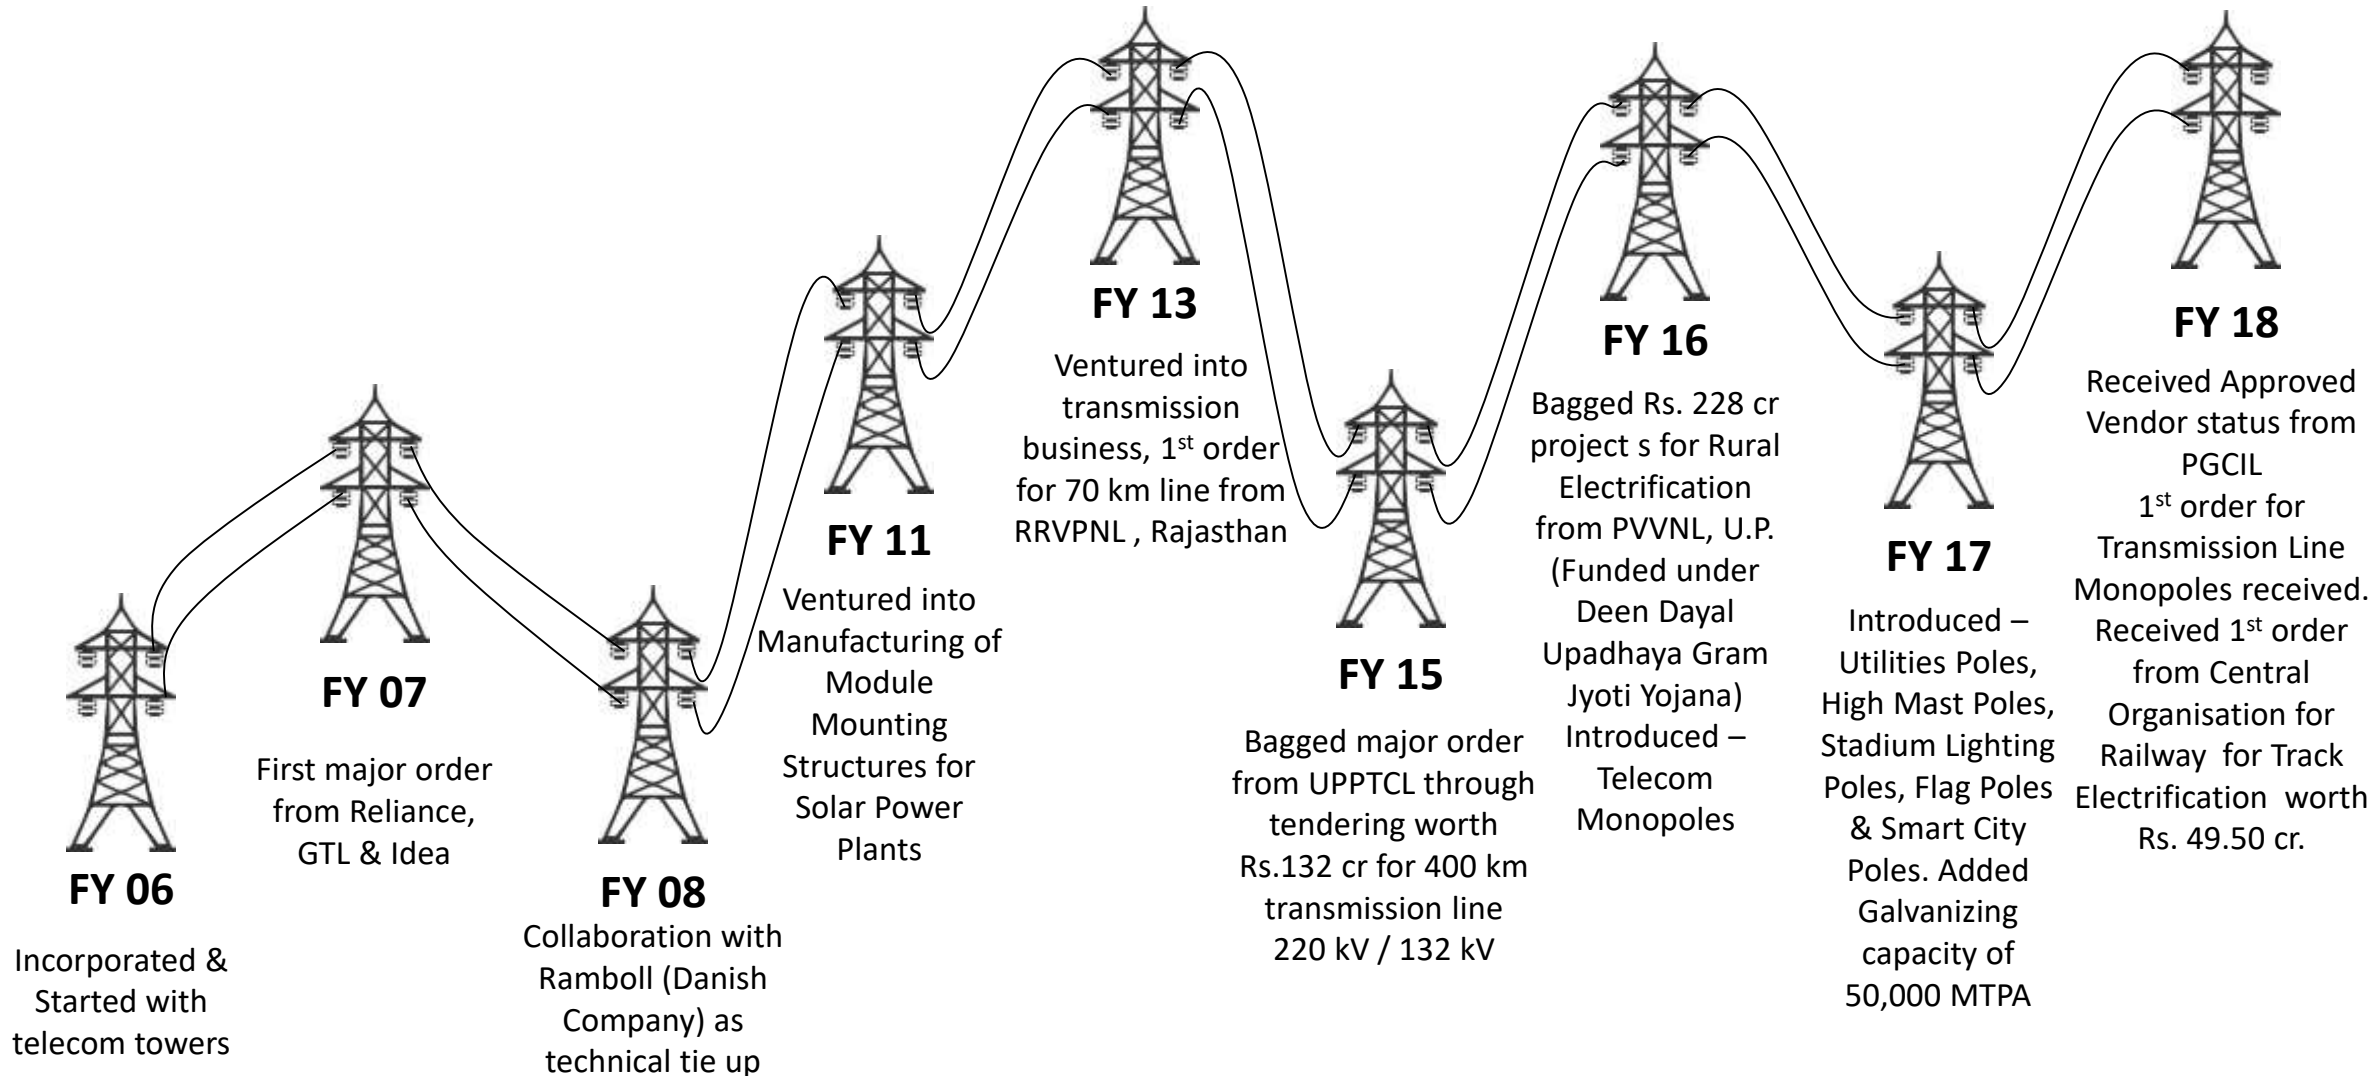 FY 06
Incorporated &
Started with
telecom towers
FY 07
First major order
from Reliance,
GTL & Idea
FY 08
Collaboration with
Ramboll (Danish
Company) as
technical tie up
FY 11
Ventured into
Manufacturing of
Module
Mounting
Structures for
Solar Power
Plants
FY 13
Ventured into
transmission
business, 1st order
for 70 km line from
RRVPNL , Rajasthan
FY 15
Bagged major order
from UPPTCL through
tendering worth
Rs.132 cr for 400 km
transmission line
220 kV / 132 kV
FY 16
Bagged Rs. 228 cr
project s for Rural
Electrification
from PVVNL, U.P.
(Funded under
Deen Dayal
Upadhaya Gram
Jyoti Yojana)
Introduced –
Telecom
Monopoles
FY 17
Introduced –
Utilities Poles,
High Mast Poles,
Stadium Lighting
Poles, Flag Poles
& Smart City
Poles. Added
Galvanizing
capacity of
50,000 MTPA
FY 18
Received Approved
Vendor status from
PGCIL
1st order for
Transmission Line
Monopoles received.
Received 1st order
from Central
Organisation for
Railway for Track
Electrification worth
Rs. 49.50 cr.